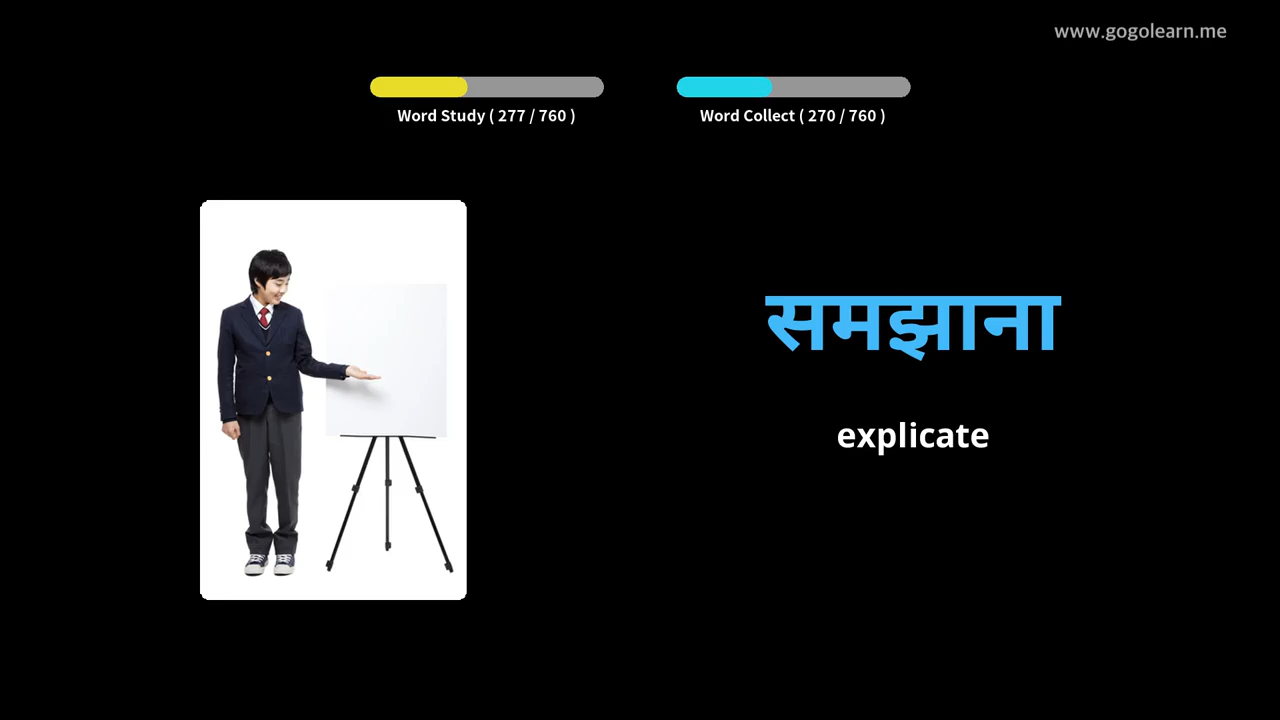 www.gogolearn.me
Word Study ( 277 / 760 )
Word Collect ( 270 / 760 )
समझाना
explicate